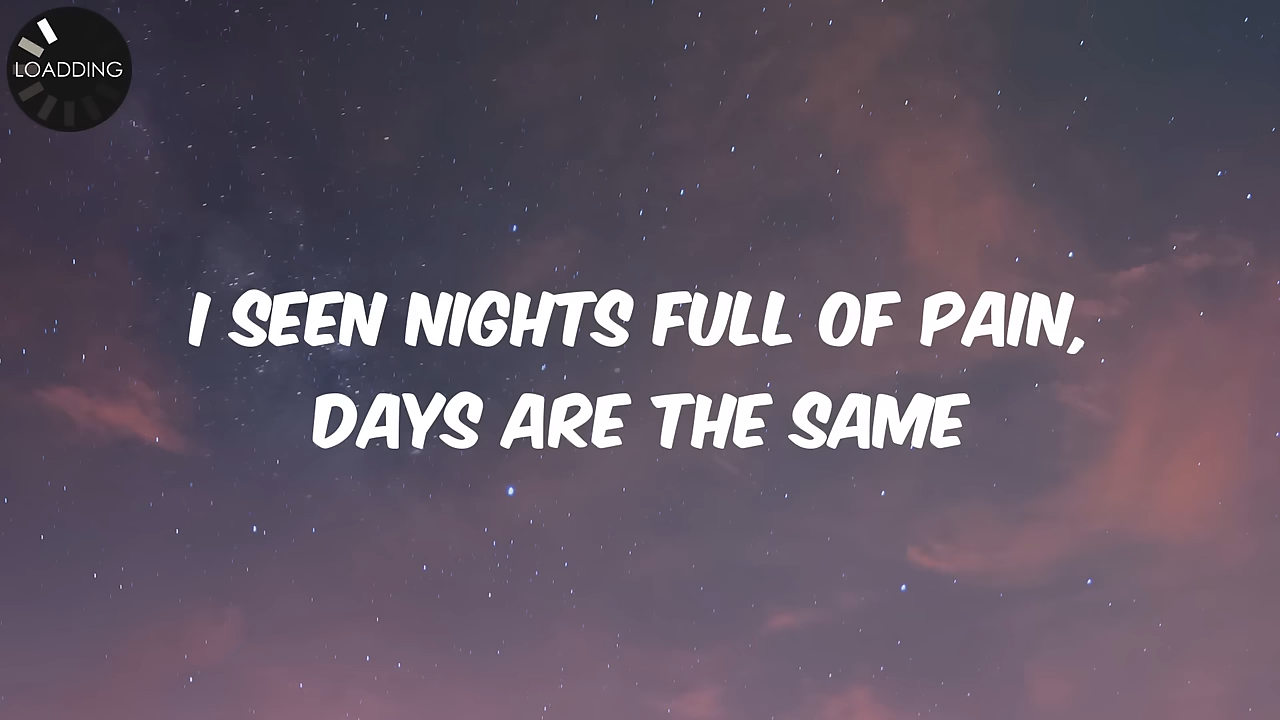 LOADDING
I SEEN NIGHTS FULL OF PAIN,
DAYS ARE THE SAME